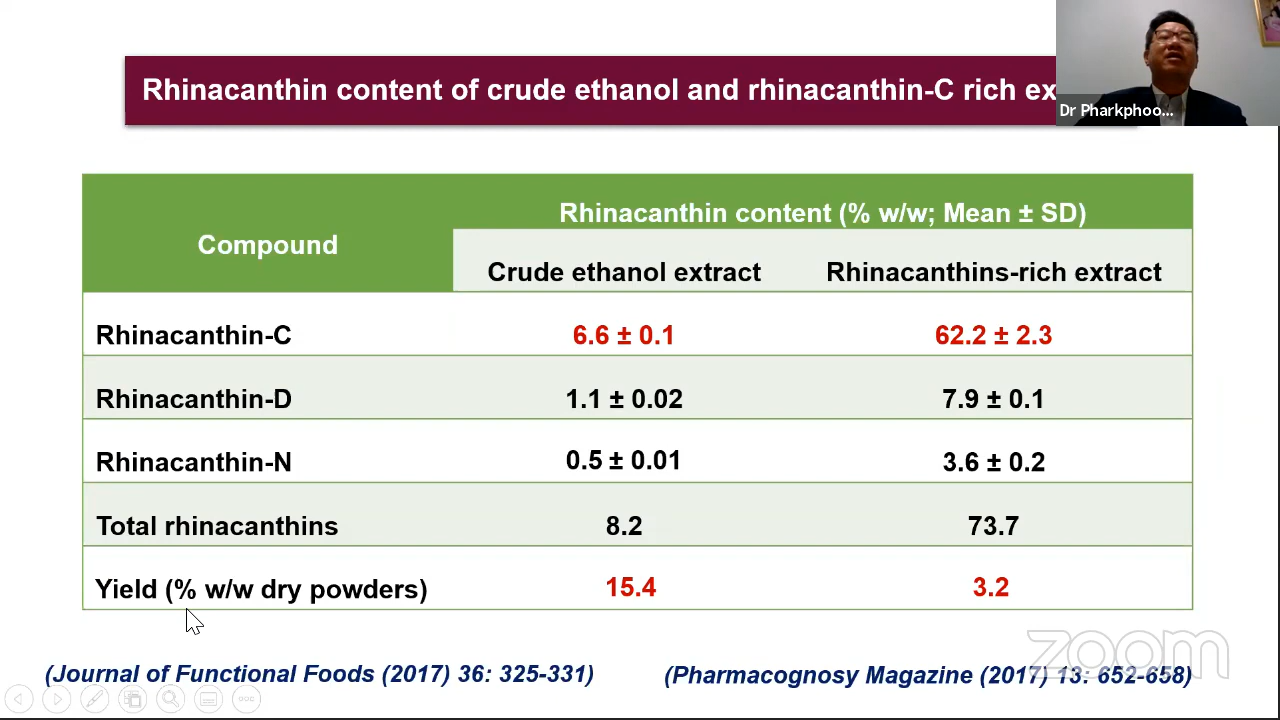 Rhinacanthin content of crude ethanol and rhinacanthin-C rich ex
Dr Pharkphoo...
Compound
Rhinacanthin content (% w/w; Mean ± SD)
Crude ethanol extract
Rhinacanthins-rich extract
Rhinacanthin-C
6.6 ± 0.1
62.2 ± 2.3
Rhinacanthin-D
1.1 ± 0.02
7.9 ± 0.1
Rhinacanthin-N
0.5 ± 0.01
3.6 ± 0.2
Total rhinacanthins
8.2
73.7
Yield (% w/w dry powders)
15.4
3.2
zoom
(Journal of Functional Foods (2017) 36: 325-331)
(Pharmacognosy Magazine (2017) 13: 652-658)